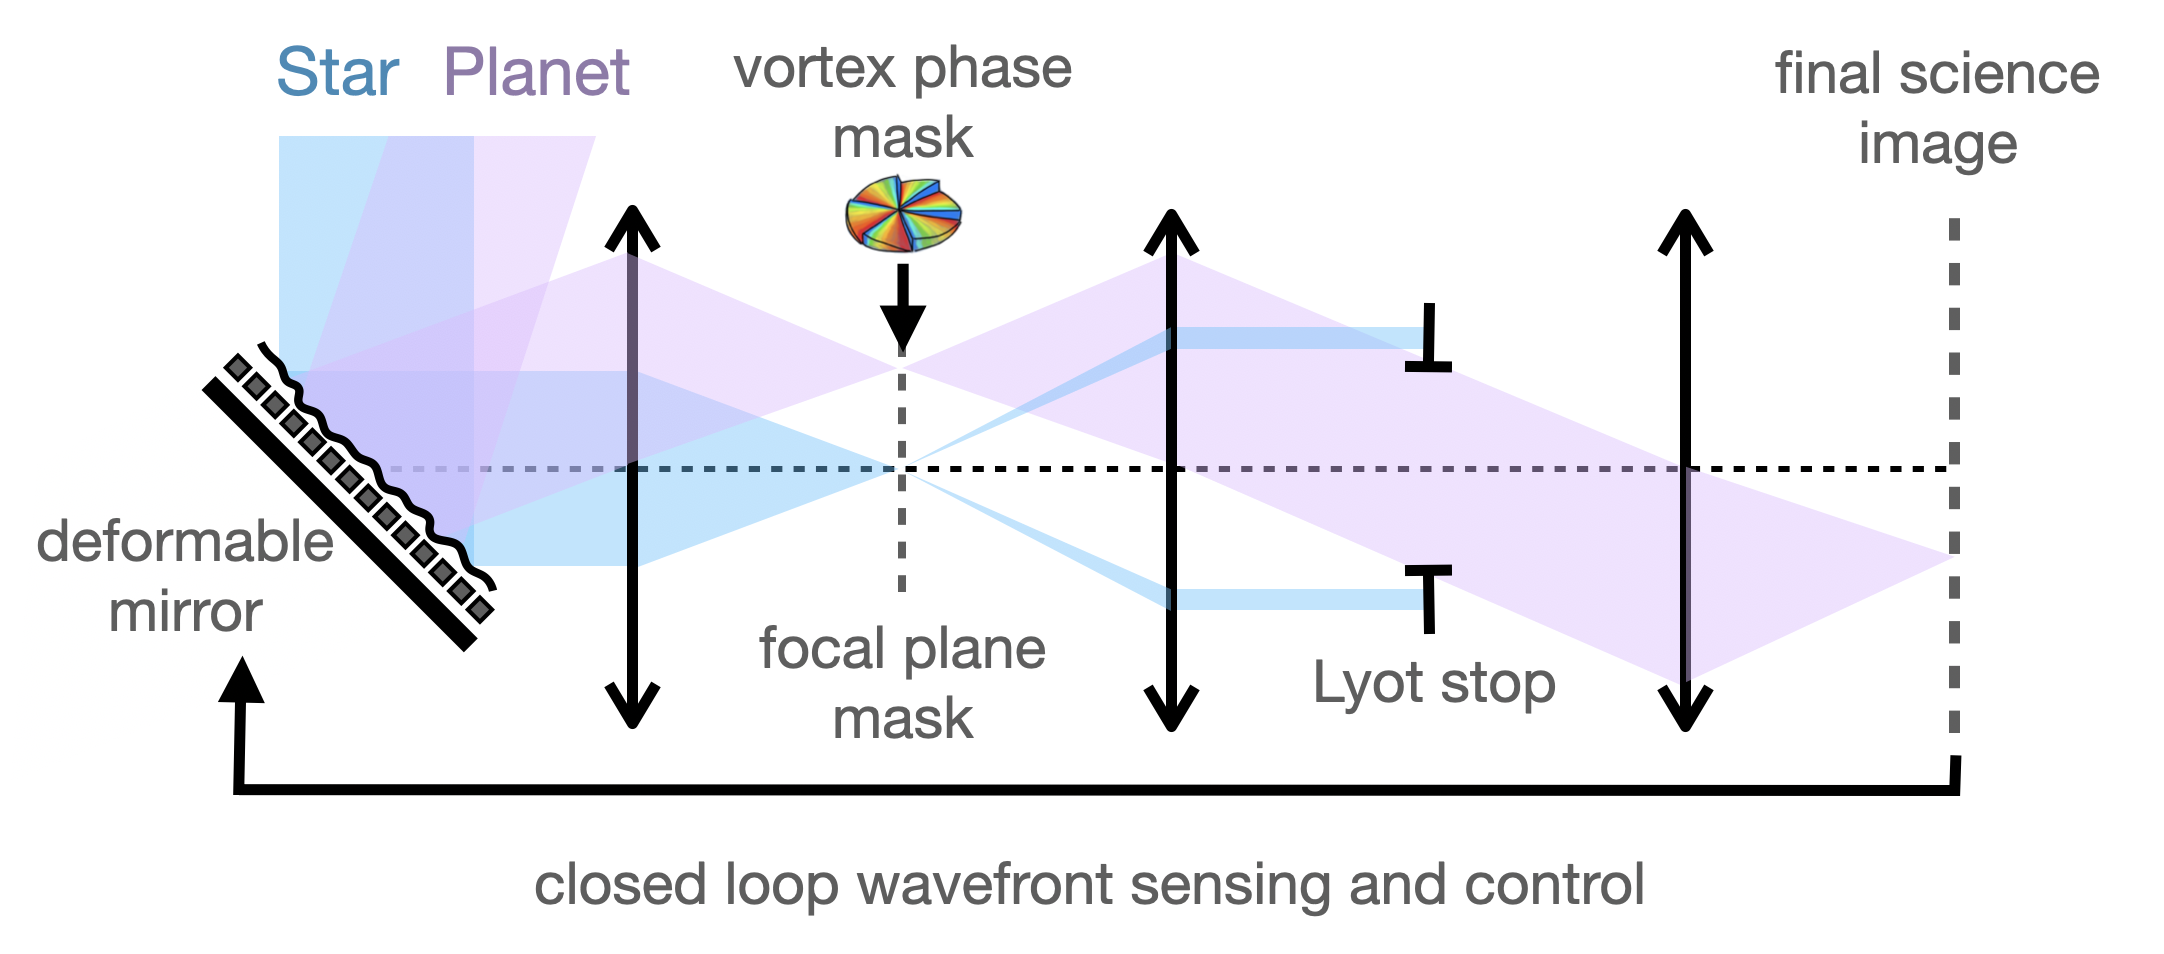 Star Planet
vortex phase
mask
final science
image
deformable
mirror
focal plane
mask
Lyot stop
closed loop wavefront sensing and control